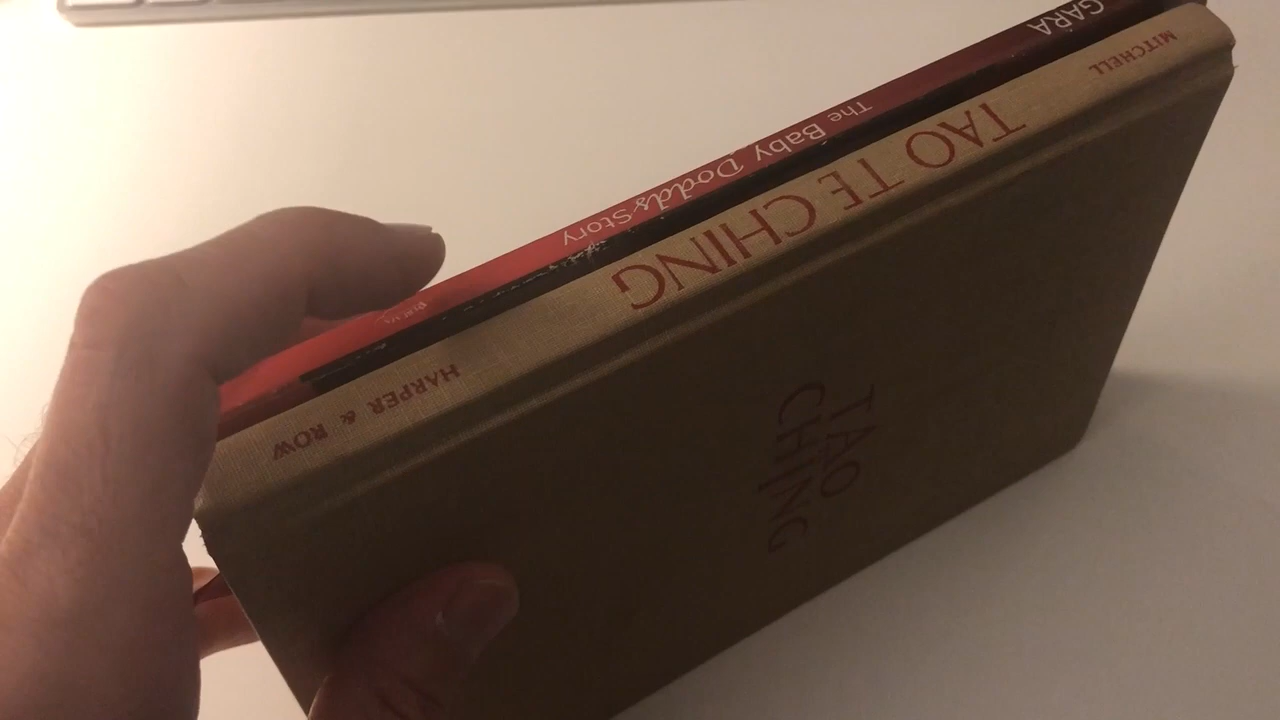 GARA
The Baby Dodds Story
MITCHELL
TAO TE CHING
HARPER & ROW
TAO
CHING